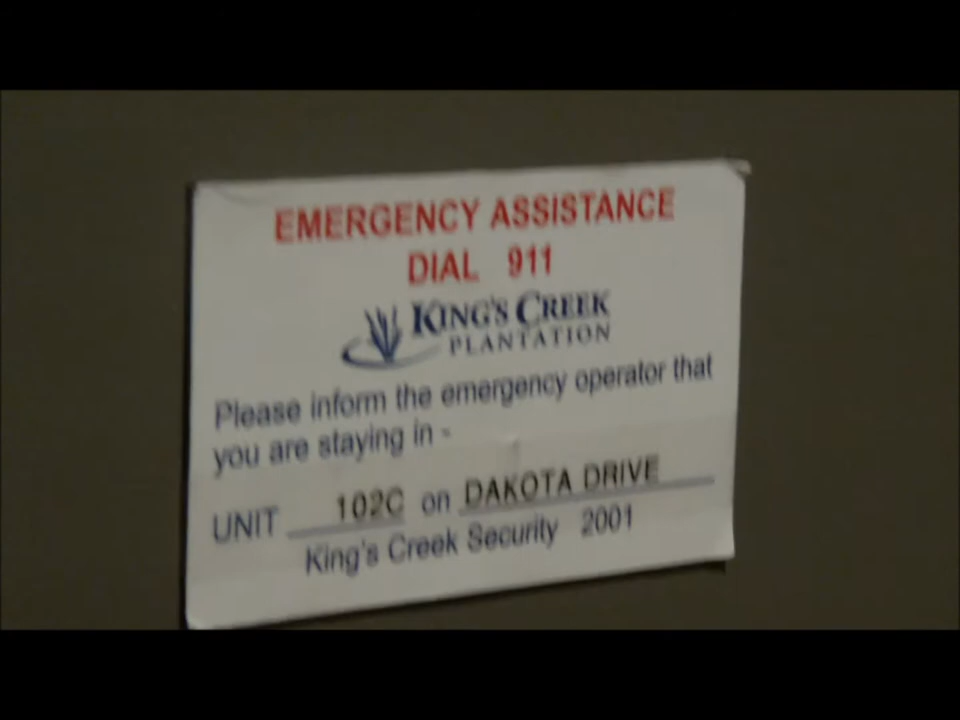 EMERGENCY ASSISTANCE
DIAL 911
KING'S CREEK
PLANTATION
Please inform the emergency operator that
you are staying in -
UNIT 102C on DAKOTA DRIVE
King's Creek Security 2001